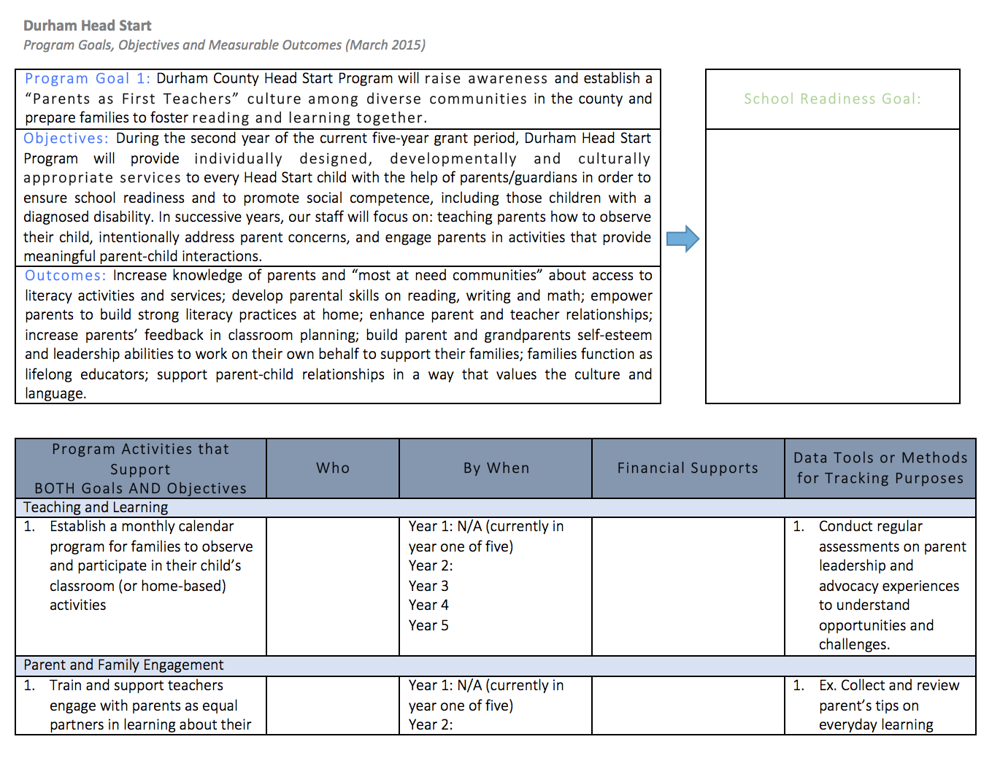 Durham Head Start
Program Goals, Objectives and Measurable Outcomes (March 2015)
Program Goal 1: Durham County Head Start Program will raise awareness and establish a
“Parents as First Teachers” culture among diverse communities in the county and
prepare families to foster reading and learning together.
Objectives: During the second year of the current five-year grant period, Durham Head Start
Program will provide individually designed, developmentally and culturally
appropriate services to every Head Start child with the help of parents/guardians in order to
ensure school readiness and to promote social competence, including those children with a
diagnosed disability. In successive years, our staff will focus on: teaching parents how to observe
their child, intentionally address parent concerns, and engage parents in activities that provide
meaningful parent-child interactions.
Outcomes: Increase knowledge of parents and “most at need communities” about access to
literacy activities and services; develop parental skills on reading, writing and math; empower
parents to build strong literacy practices at home; enhance parent and teacher relationships;
increase parents’ feedback in classroom planning; build parent and grandparents self-esteem
and leadership abilities to work on their own behalf to support their families; families function as
lifelong educators; support parent-child relationships in a way that values the culture and
language.
School Readiness Goal:
Program Activities that
Support
BOTH Goals AND Objectives
Who
By When
Financial Supports
Data Tools or Methods
for Tracking Purposes
Teaching and Learning
1. Establish a monthly calendar
program for families to observe
and participate in their child’s
classroom (or home-based)
activities
Year 1: N/A (currently in
year one of five)
Year 2:
Year 3
Year 4
Year 5
1. Conduct regular
assessments on parent
leadership and
advocacy experiences
to understand
opportunities and
challenges.
Parent and Family Engagement
1. Train and support teachers
engage with parents as equal
partners in learning about their
Year 1: N/A (currently in
year one of five)
Year 2:
1. Ex. Collect and review
parent’s tips on
everyday learning